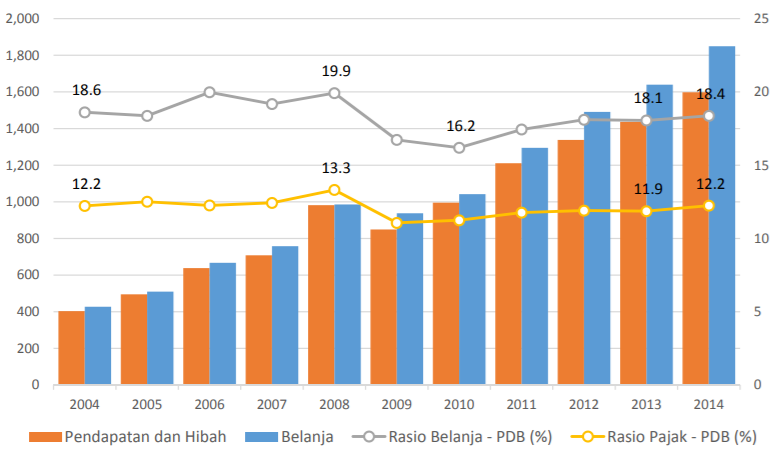 2,000 25
1,800
19.9
1,600 18.6 18.1 18.4 20
1,400 16.2
1,200 13.3 15
1,000 12.2 11.9 12.2
800 10
600
400 5
200
0 0
2004 2005 2006 2007 2008 2009 2010 2011 2012 2013 2014
Pendapatan dan Hibah Belanja Rasio Belanja - PDB (%) Rasio Pajak - PDB (%)